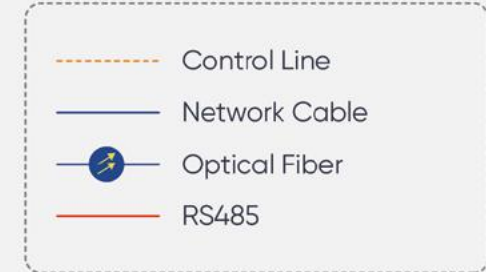 Control Line
Network Cable
Optical Fiber
RS485